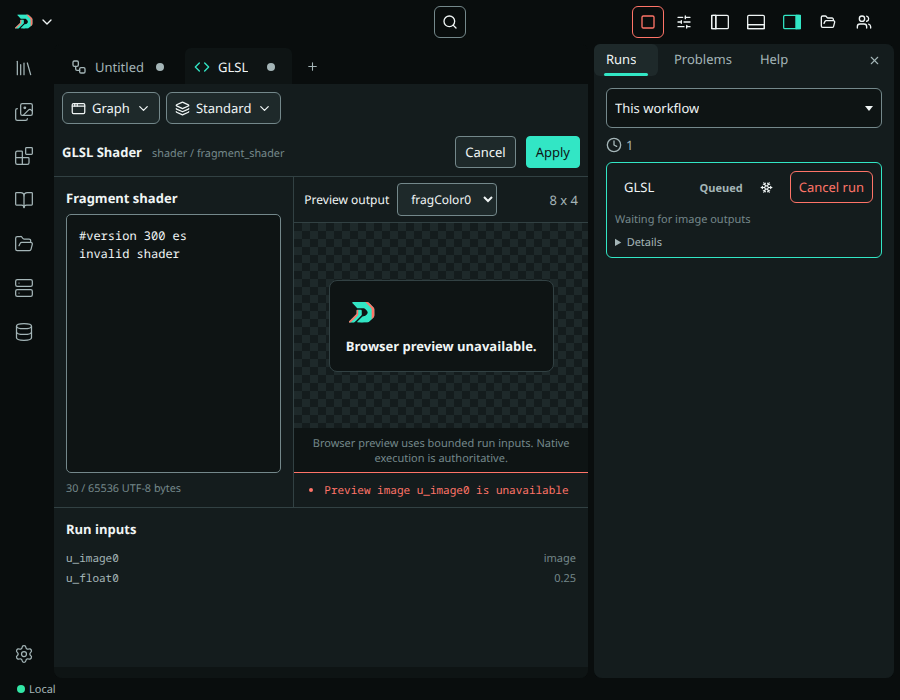 Untitled
GLSL
Runs
Problems
Help
Graph
Standard
This workflow
1
GLSL Shader
shader / fragment_shader
Cancel
Apply
GLSL
Queued
Cancel run
Waiting for image outputs
Details
Fragment shader
#version 300 es
invalid shader
30 / 65536 UTF-8 bytes
Preview output
fragColor0
8 x 4
Browser preview unavailable.
Browser preview uses bounded run inputs. Native
execution is authoritative.
• Preview image u_image0 is unavailable
Run inputs
u_image0
image
u_float0
0.25
Local